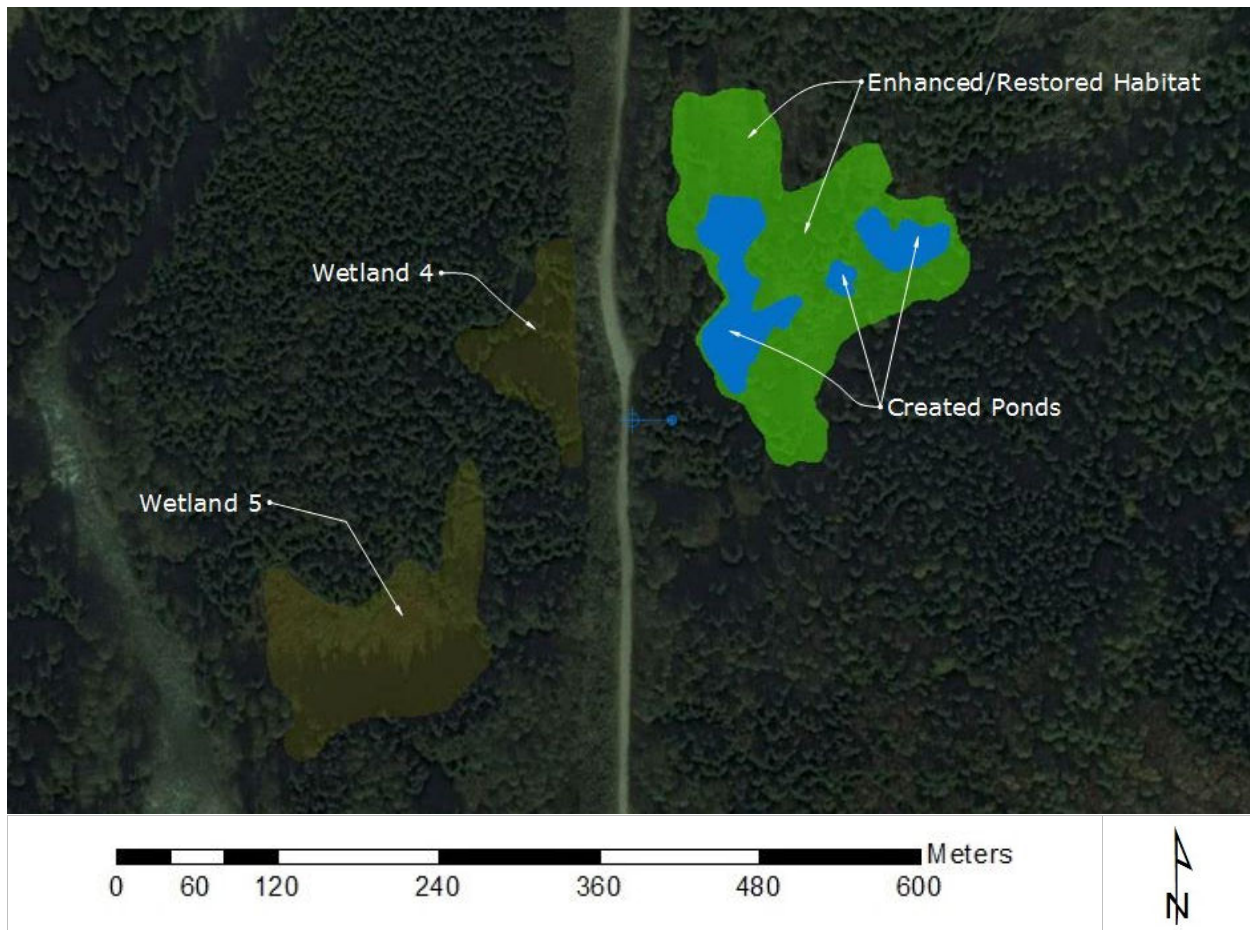 Enhanced/Restored Habitat
Wetland 4
Created Ponds
Wetland 5
Meters
0 60 120 240 360 480 600
N